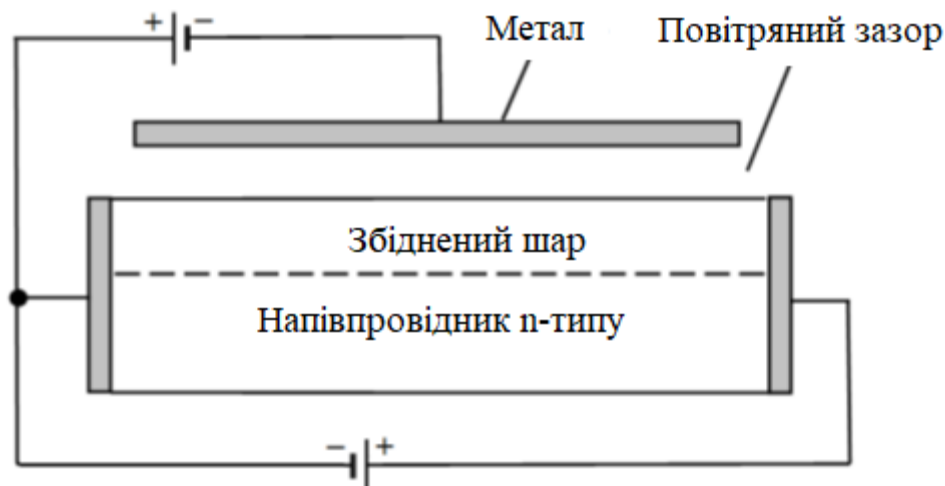 + −
Метал
Повітряний зазор
Збіднений шар
Напівпровідник n-типу
− +